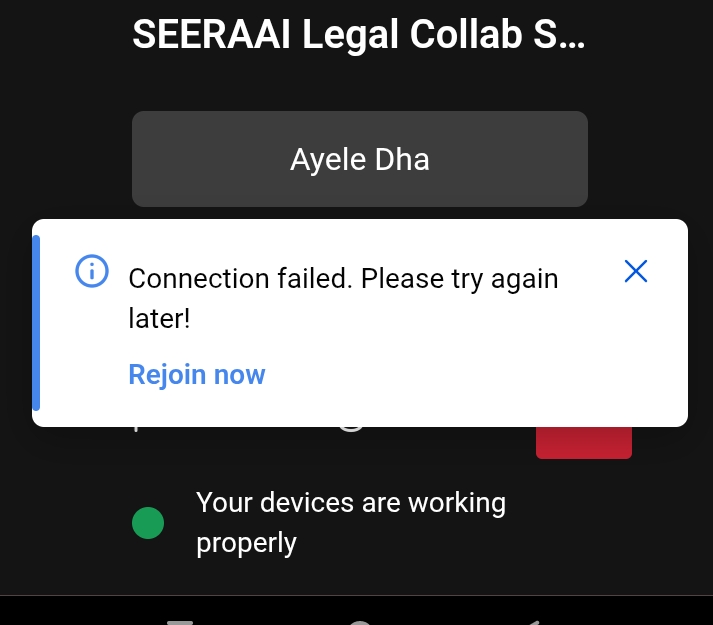 SEERAAI Legal Collab S...
Ayele Dha
Connection failed. Please try again
later!
Rejoin now
Your devices are working
properly